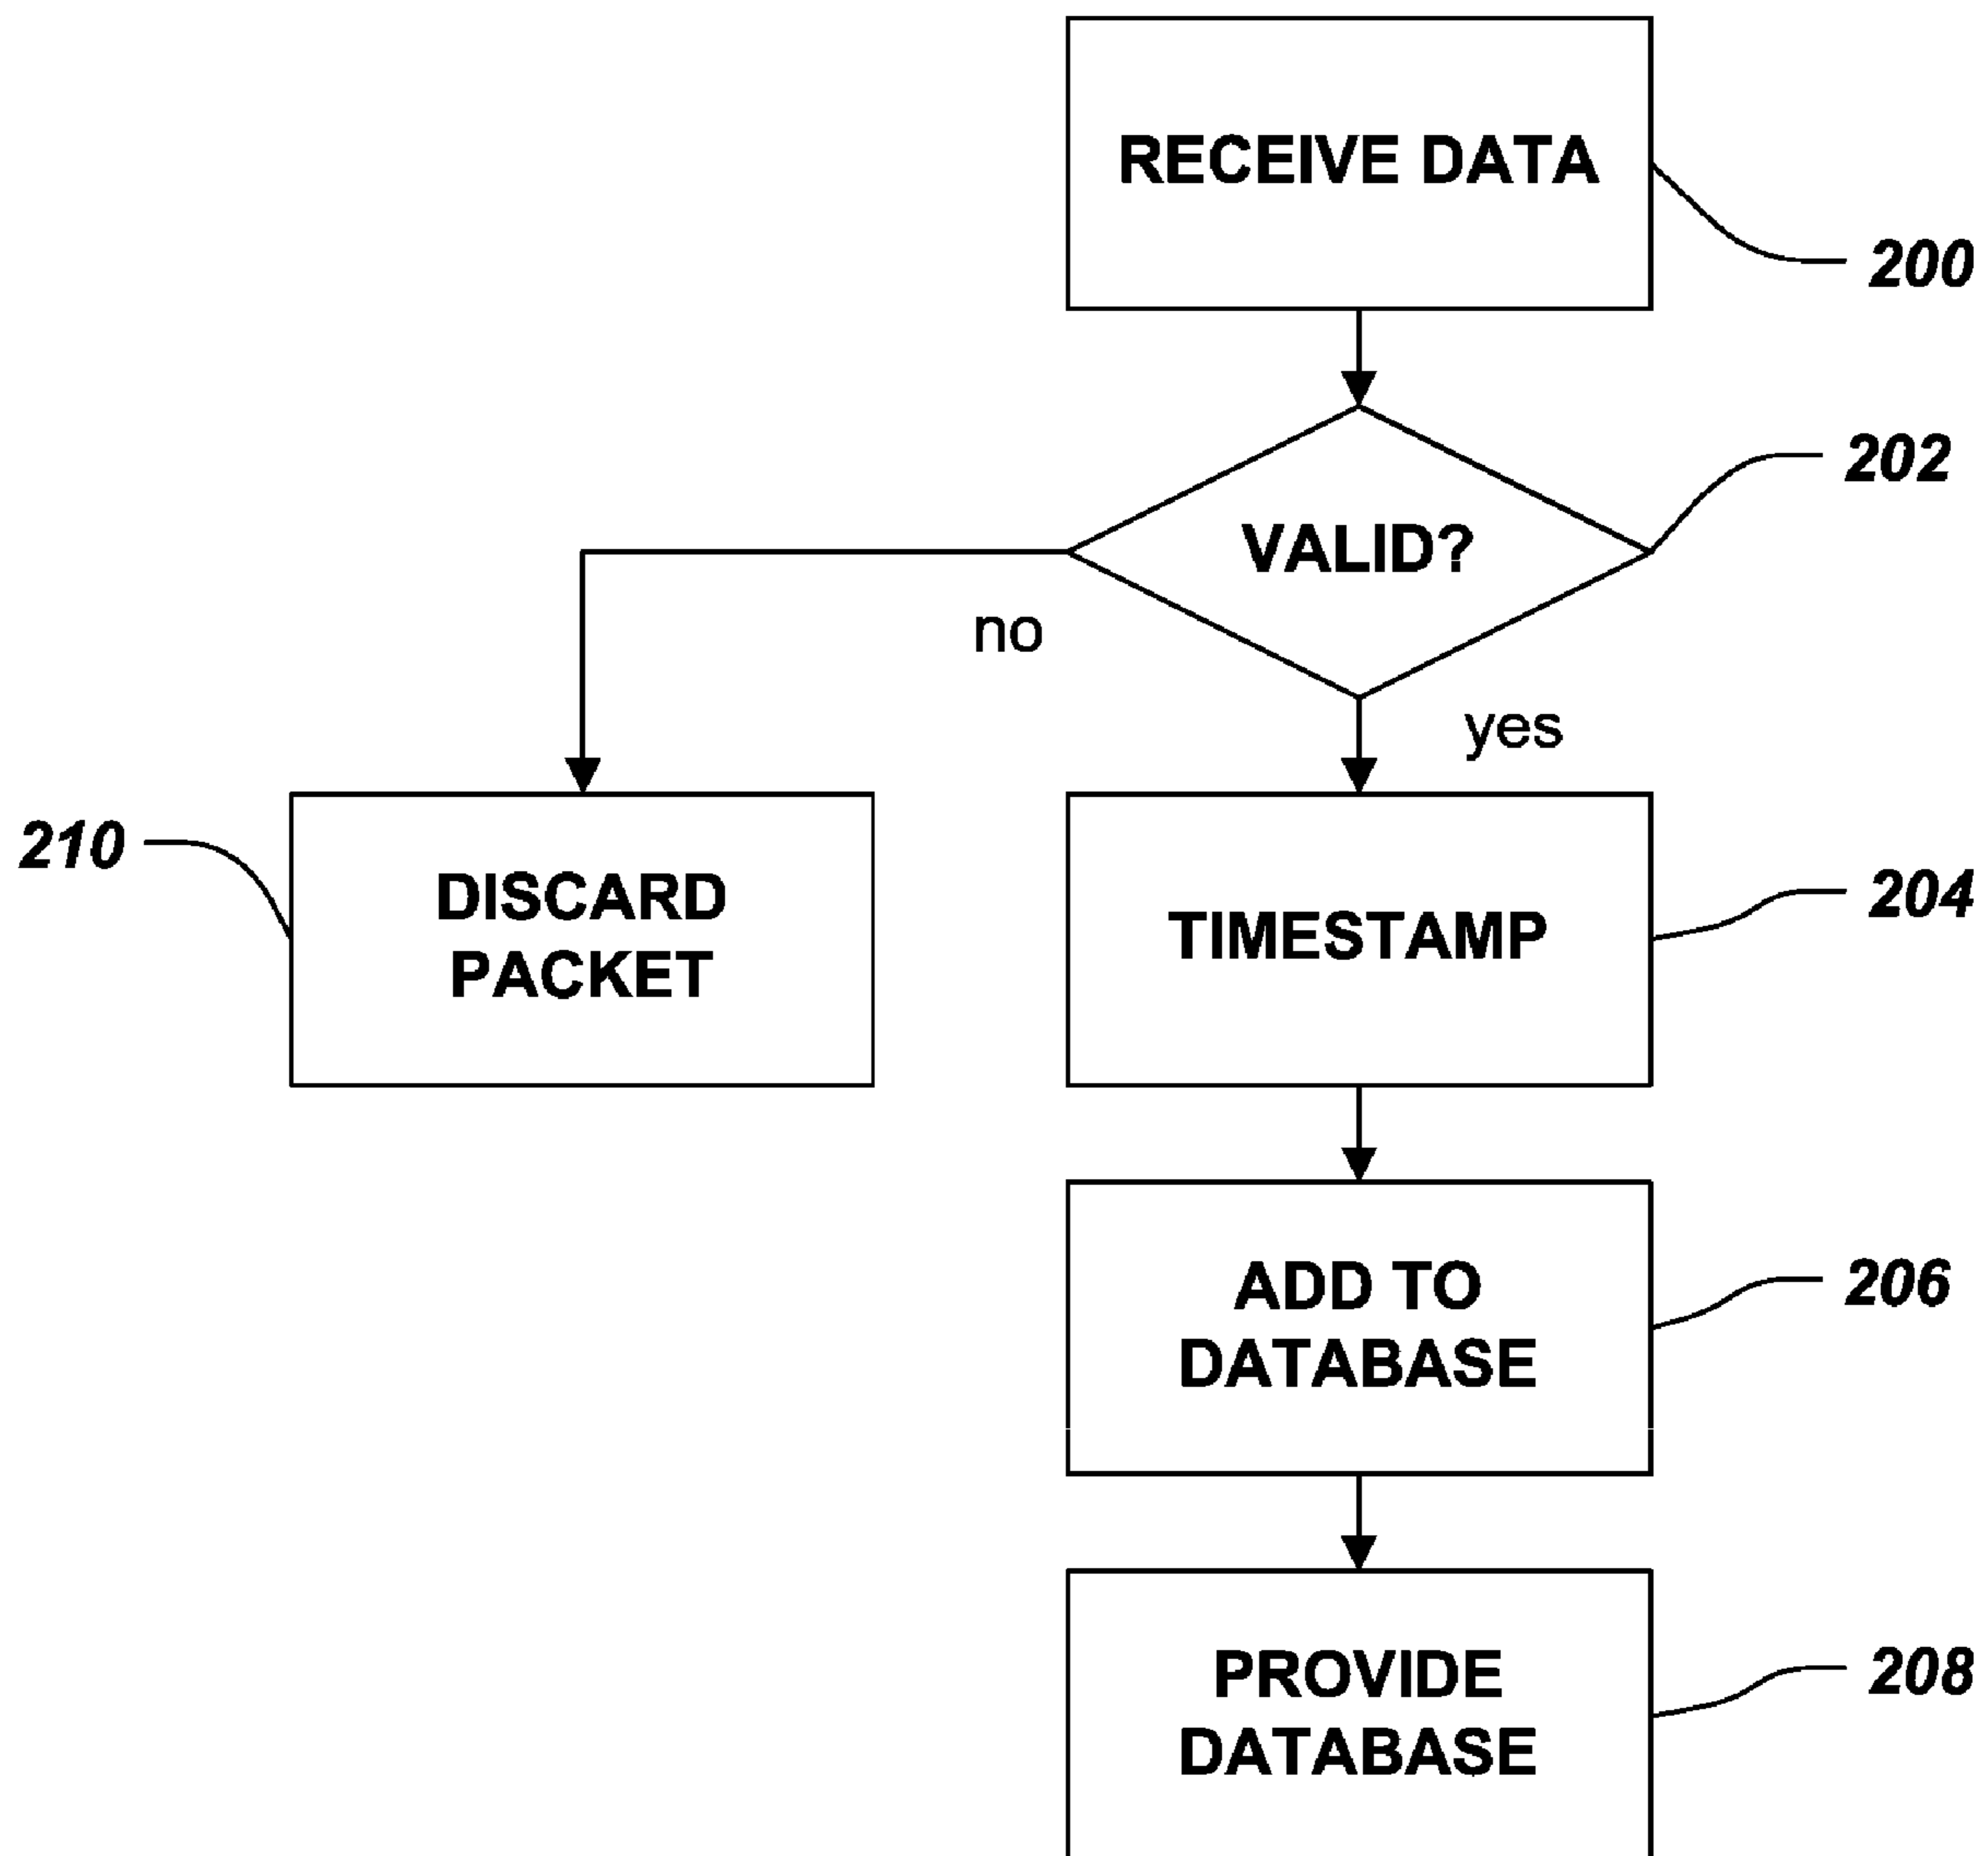 RECEIVE DATA
200
202
VALID?
no
yes
210
DISCARD
PACKET
TIMESTAMP
204
ADD TO
DATABASE
206
PROVIDE
DATABASE
208